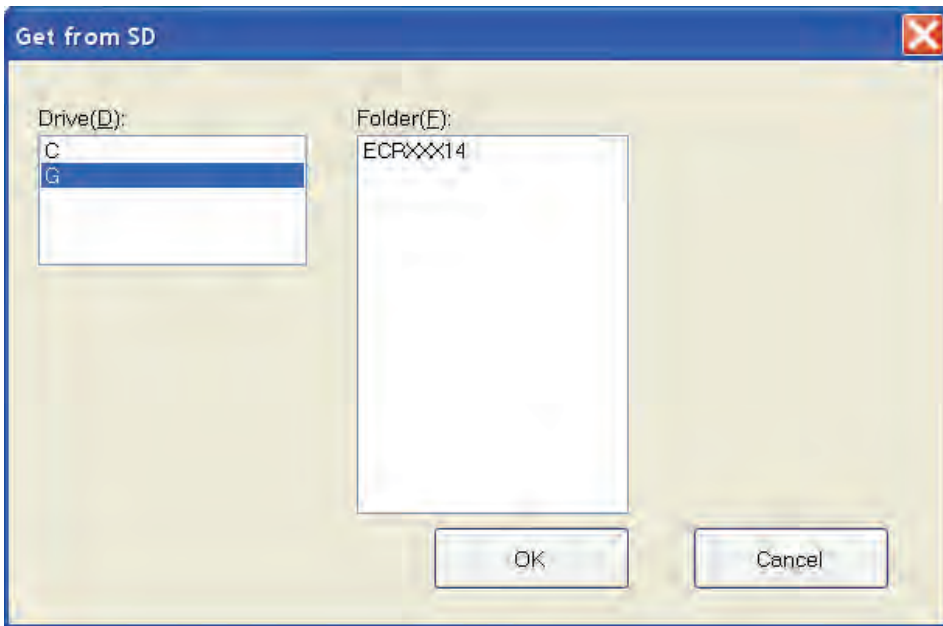 Get from SD
Drive(D):
C
G
Folder(F):
ECRXXX14
OK
Cancel